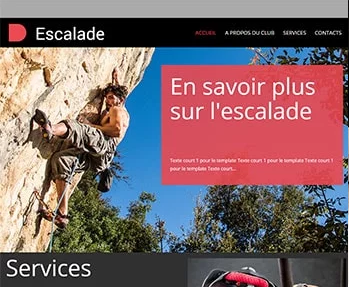 Escalade
ACCUEIL A PROPOS DU CLUB SERVICES CONTACTS
En savoir plus
sur l'escalade
Texte court 1 pour le template Texte court 1 pour le template Texte court 1
pour le template Texte court...
Services